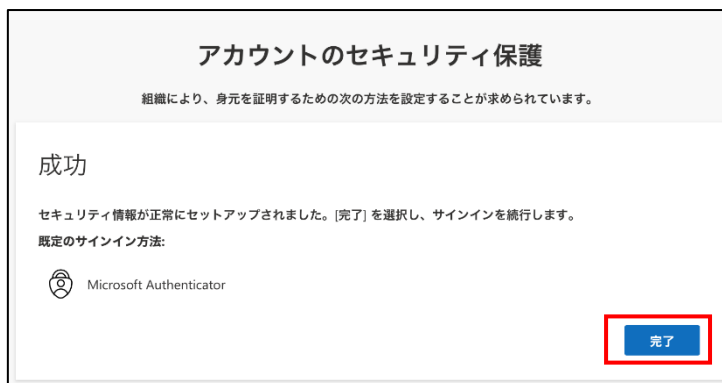 アカウントのセキュリティ保護
組織により、身元を証明するための次の方法を設定することが求められています。
成功
セキュリティ情報が正常にセットアップされました。[完了] を選択し、サインインを続行します。
既定のサインイン方法:
Microsoft Authenticator
完了